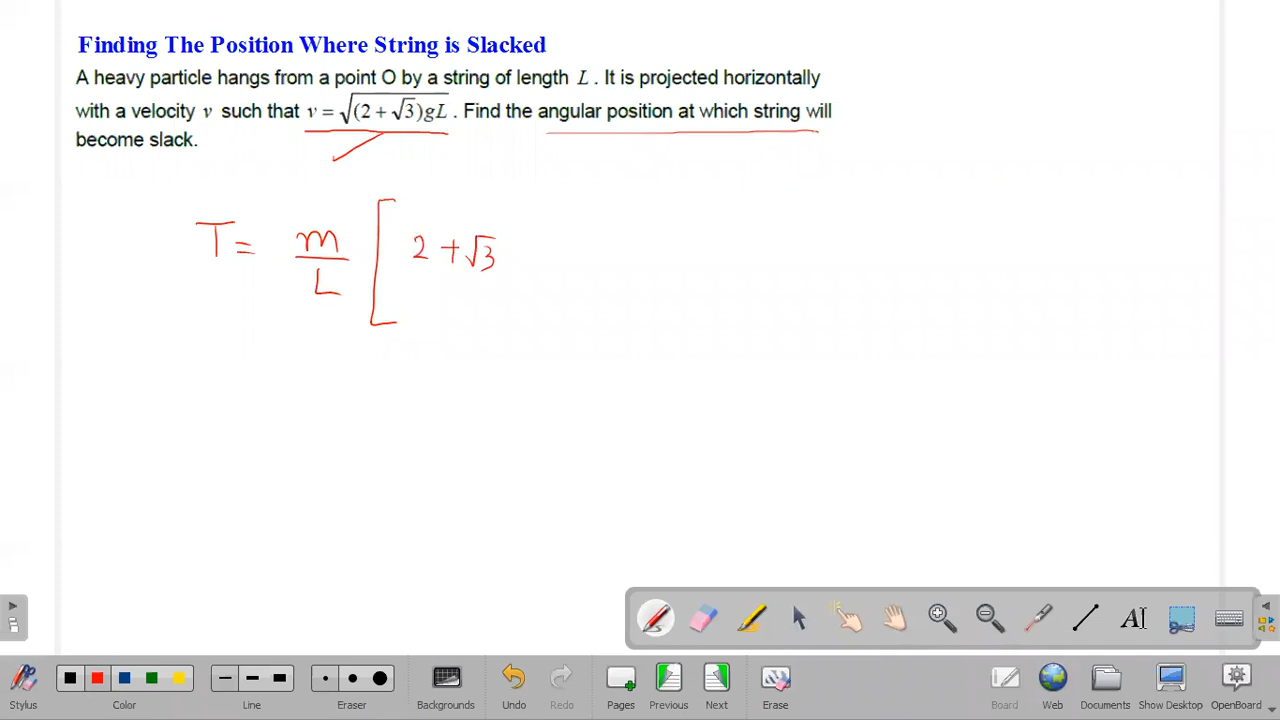 Finding The Position Where String is Slacked
A heavy particle hangs from a point O by a string of length L. It is projected horizontally
with a velocity v such that v = √(2 + √3)gL. Find the angular position at which string will
become slack.
T = m/L [ 2 + √3
AI
Stylus Color Line Eraser Backgrounds Undo Redo Pages Previous Next Erase Board Web Documents Show Desktop OpenBoard